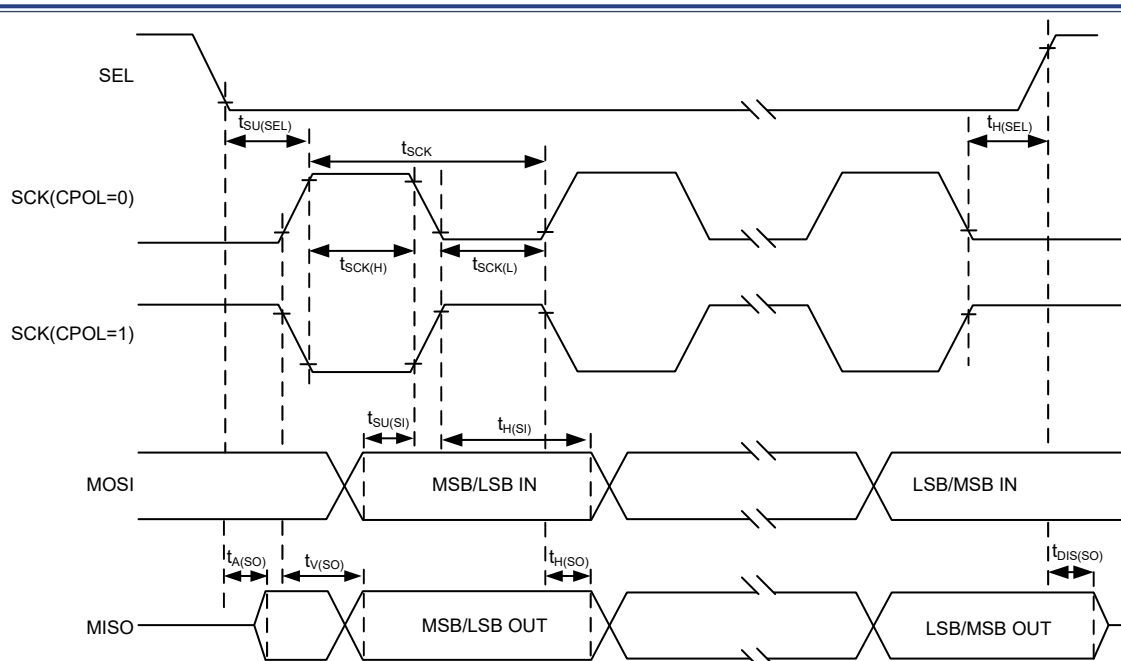 SEL
tSU(SEL)
tH(SEL)
tSCK
SCK(CPOL=0)
tSCK(H)
tSCK(L)
SCK(CPOL=1)
tSU(SI)
tH(SI)
MOSI
MSB/LSB IN
LSB/MSB IN
tA(SO)
tV(SO)
tH(SO)
tDIS(SO)
MISO
MSB/LSB OUT
LSB/MSB OUT